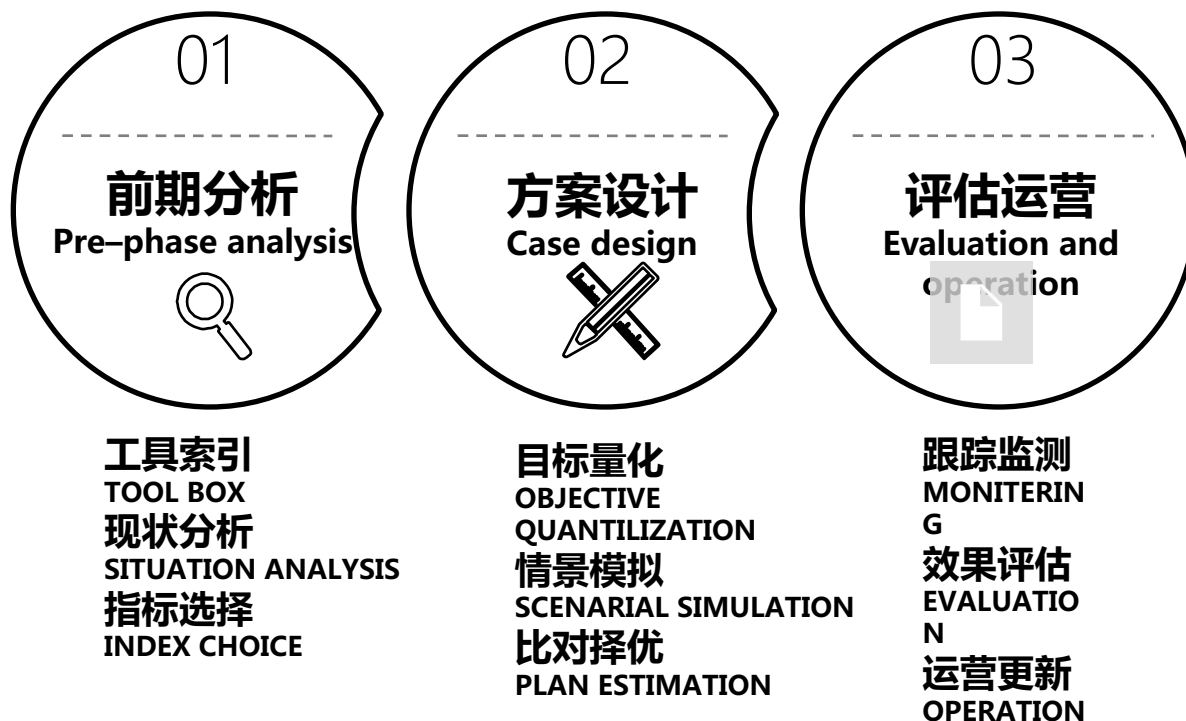 01
前期分析
Pre–phase analysis
工具索引
TOOL BOX
现状分析
SITUATION ANALYSIS
指标选择
INDEX CHOICE
02
方案设计
Case design
目标量化
OBJECTIVE
QUANTILIZATION
情景模拟
SCENARIAL SIMULATION
比对择优
PLAN ESTIMATION
03
评估运营
Evaluation and
operation
跟踪监测
MONITERIN
G
效果评估
EVALUATIO
N
运营更新
OPERATION